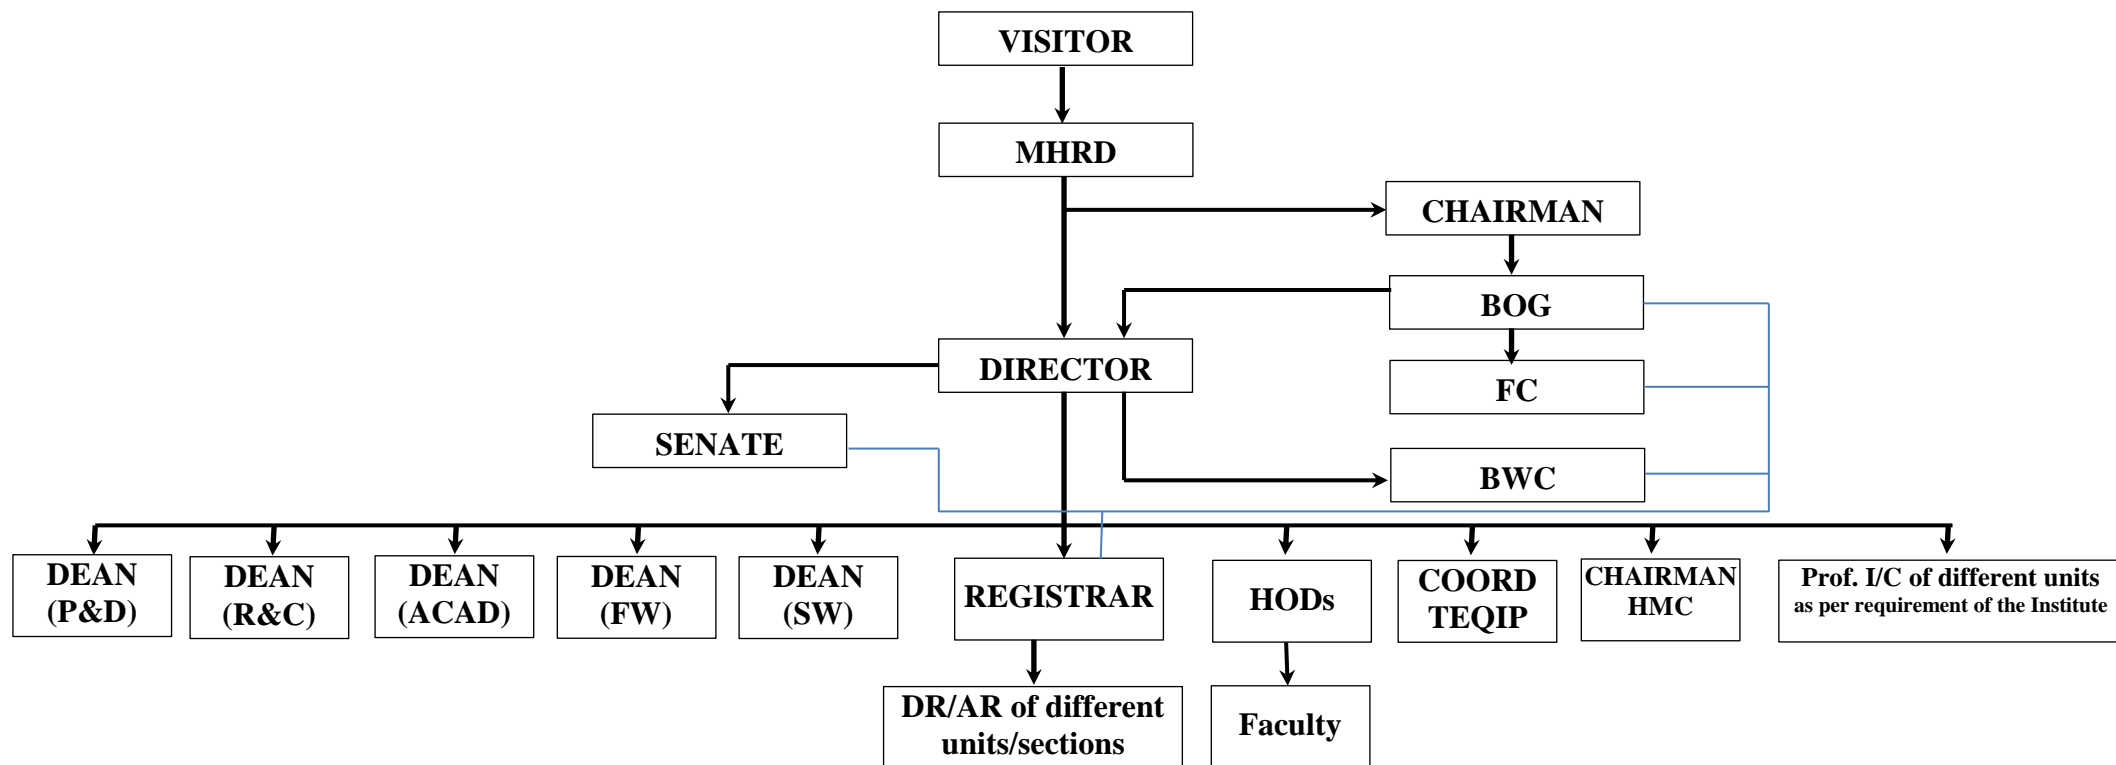 VISITOR
MHRD
CHAIRMAN
BOG
DIRECTOR
FC
SENATE
BWC
DEAN
(P&D)
DEAN
(R&C)
DEAN
(ACAD)
DEAN
(FW)
DEAN
(SW)
REGISTRAR
HODs
COORD
TEQIP
CHAIRMAN
HMC
Prof. I/C of different units
as per requirement of the Institute
DR/AR of different
units/sections
Faculty